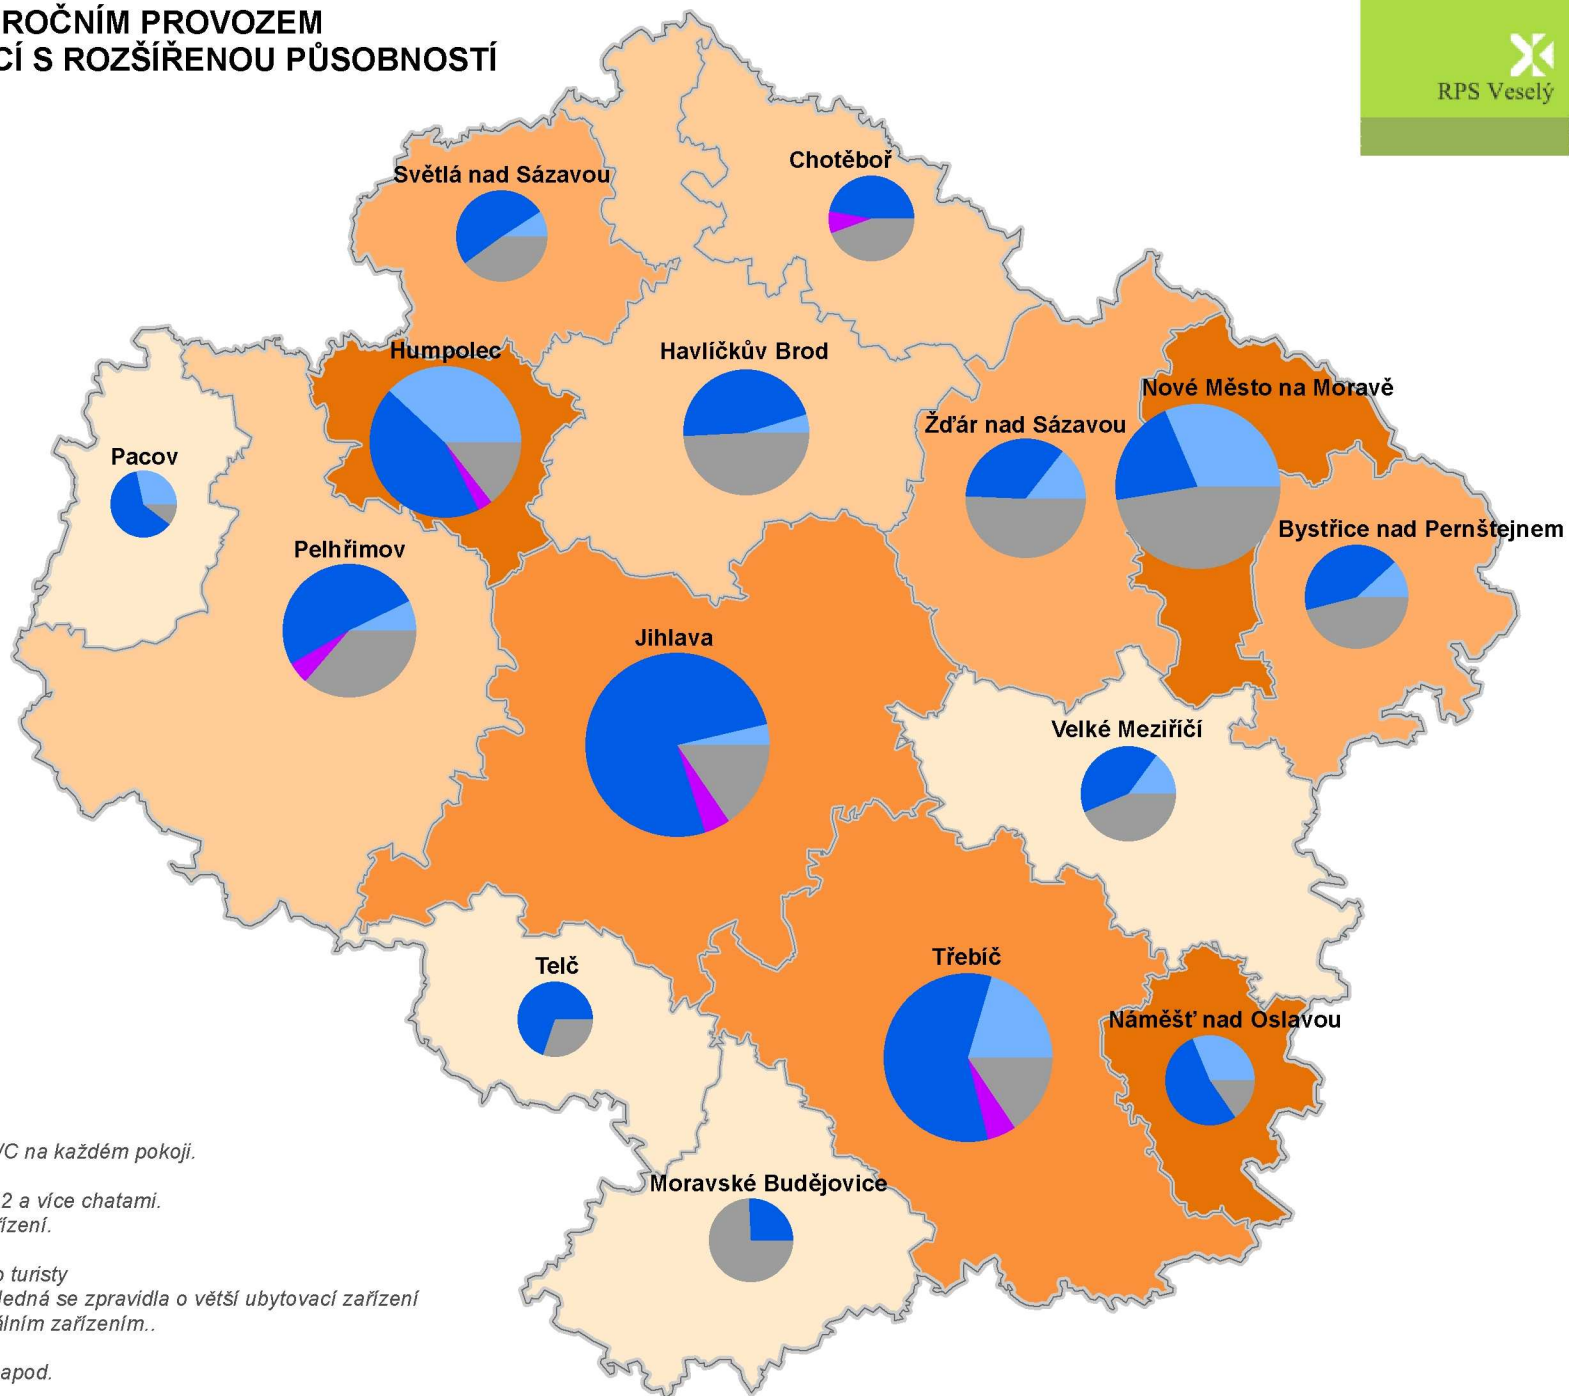 ROČNÍM PROVOZEM
CÍ S ROZŠÍŘENOU PŮSOBNOSTÍ
RPS Veselý
Chotěboř
Světlá nad Sázavou
Humpolec
Havlíčkův Brod
Nové Město na Moravě
Žďár nad Sázavou
Pacov
Bystřice nad Pernštejnem
Pelhřimov
Jihlava
Velké Meziříčí
Třebíč
Telč
Náměšť nad Oslavou
Moravské Budějovice
WC na každém pokoji.
2 a více chatami.
řízení.
o turisty
Jedná se zpravidla o větší ubytovací zařízení
álním zařízením..
apod.